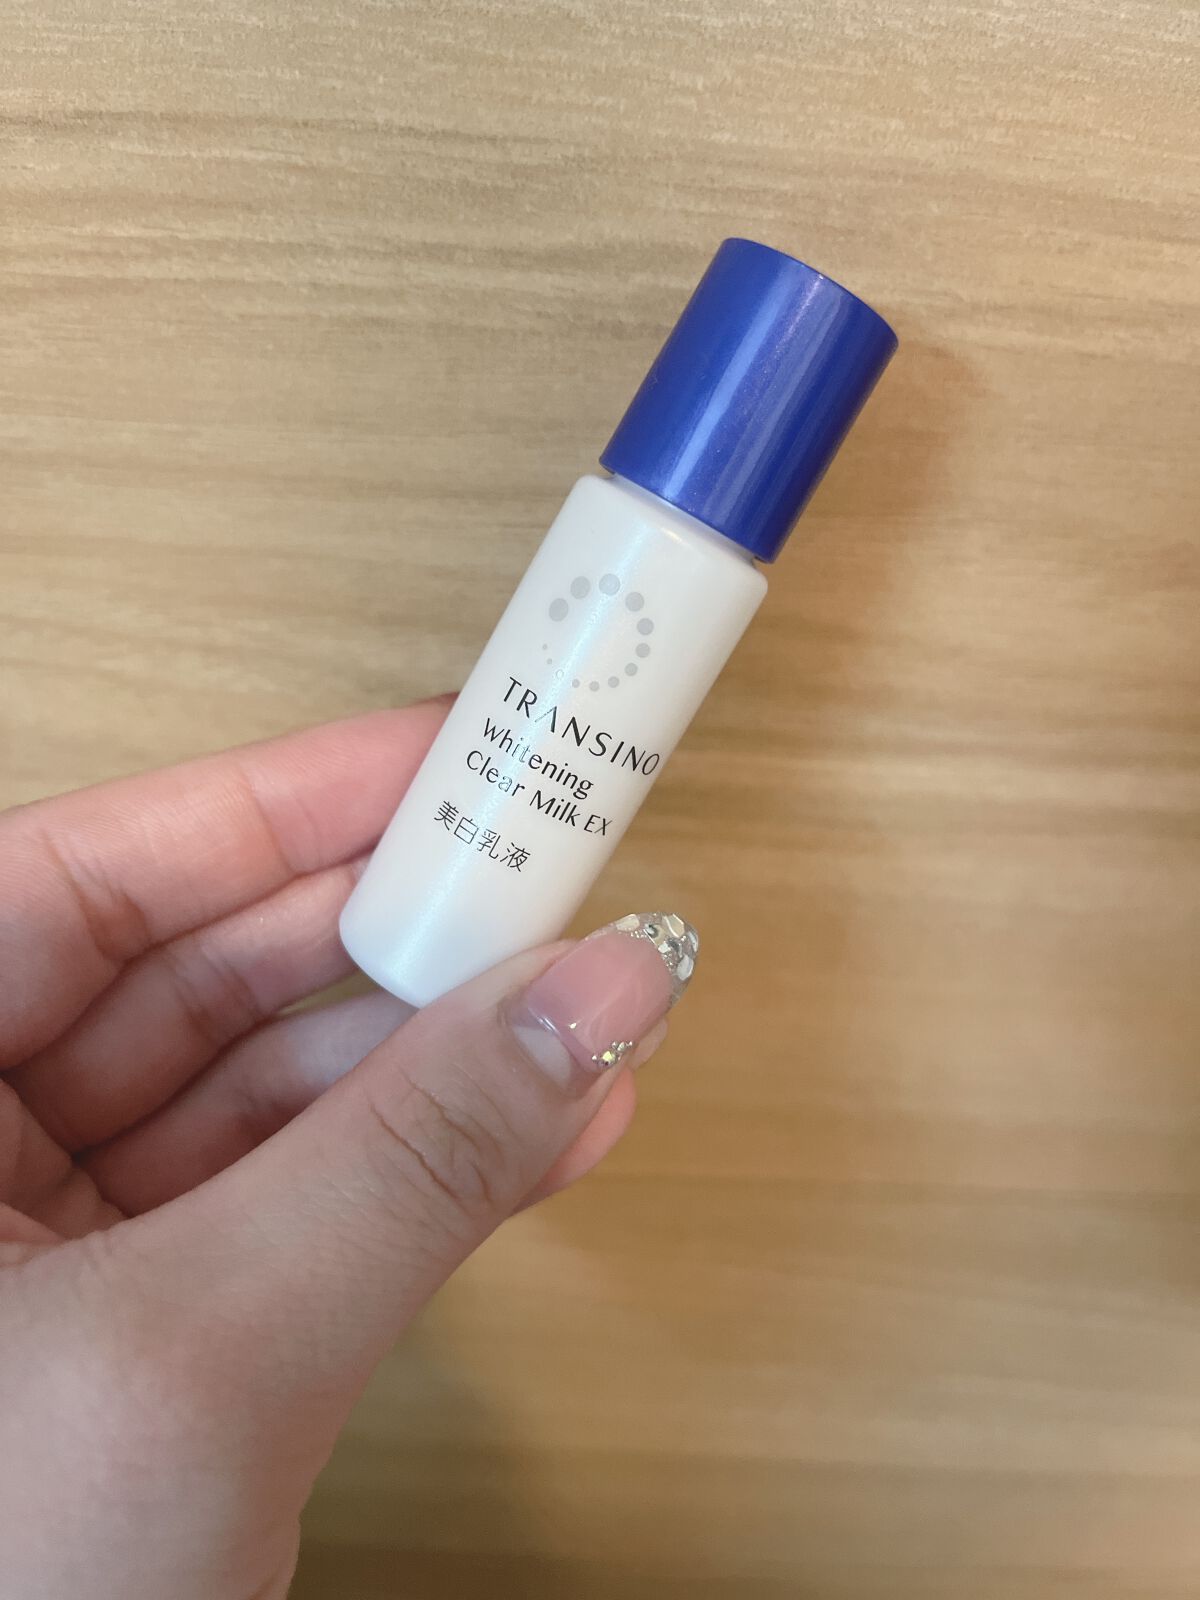 TRANSINO
Whitening
Clear Milk EX
美白乳液